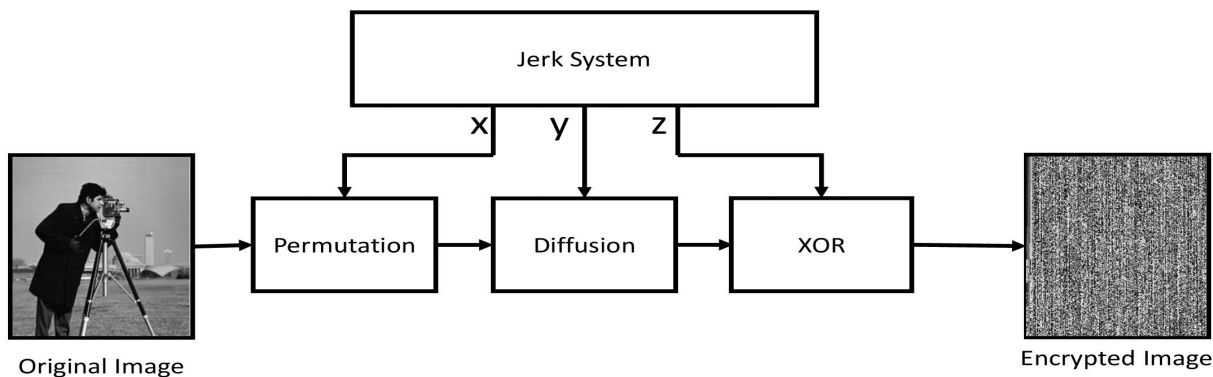 Jerk System
x
y
z
Permutation
Diffusion
XOR
Original Image
Encrypted Image